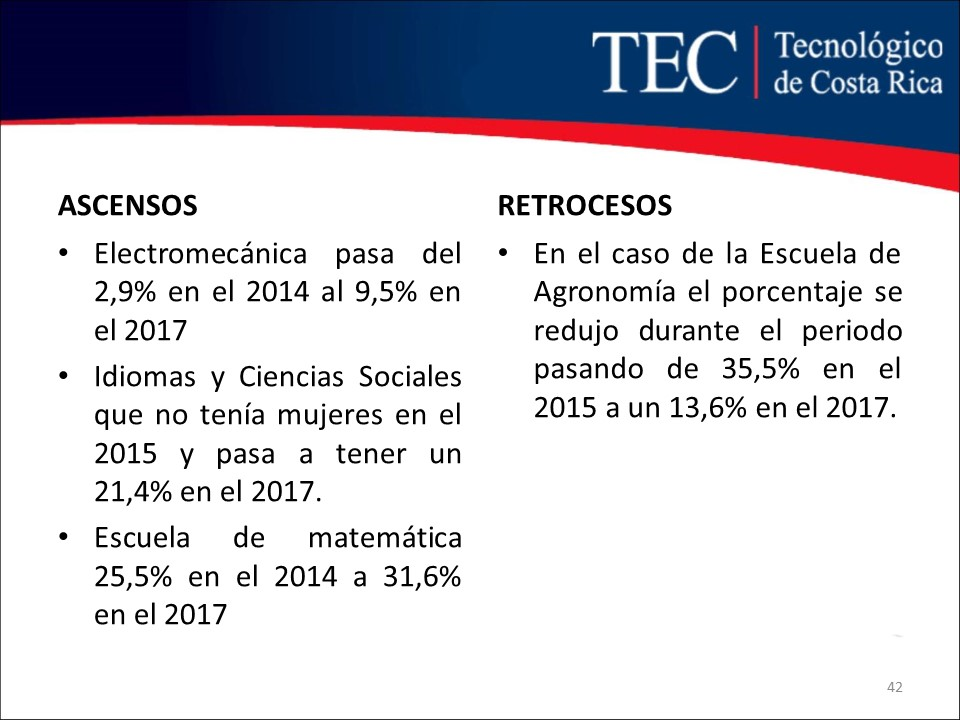 TEC
Tecnológico
de Costa Rica
ASCENSOS
• Electromecánica pasa del
2,9% en el 2014 al 9,5% en
el 2017
• Idiomas y Ciencias Sociales
que no tenía mujeres en el
2015 y pasa a tener un
21,4% en el 2017.
• Escuela de matemática
25,5% en el 2014 a 31,6%
en el 2017
RETROCESOS
• En el caso de la Escuela de
Agronomía el porcentaje se
redujo durante el periodo
pasando de 35,5% en el
2015 a un 13,6% en el 2017.
42